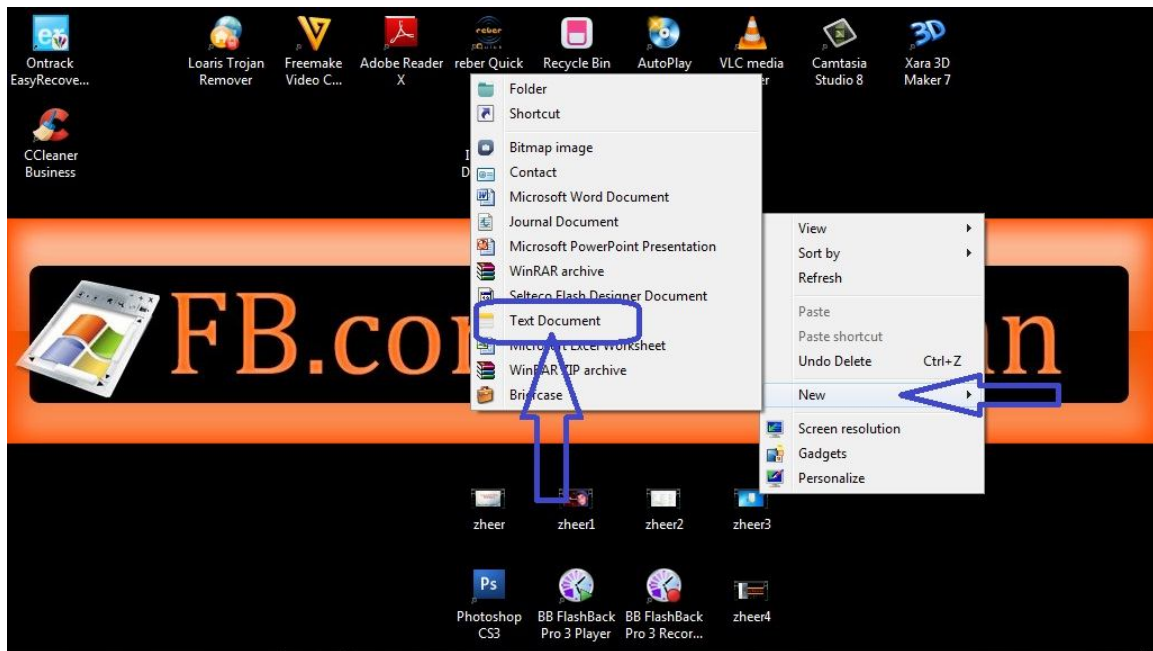 Ontrack
EasyRecove...
Loaris Trojan
Remover
Freemake
Video C...
Adobe Reader
X
reber Quick
Recycle Bin
AutoPlay
VLC media
Camtasia
Studio 8
Xara 3D
Maker 7
CCleaner
Business
Folder
Shortcut
Bitmap image
Contact
Microsoft Word Document
Journal Document
Microsoft PowerPoint Presentation
WinRAR archive
Selteco Flash Designer Document
Text Document
Microsoft Excel Worksheet
WinRAR ZIP archive
Briefcase
View
Sort by
Refresh
Paste
Paste shortcut
Undo Delete Ctrl+Z
New
Screen resolution
Gadgets
Personalize
zheer
zheer1
zheer2
zheer3
Ps
Photoshop
CS3
BB FlashBack
Pro 3 Player
BB FlashBack
Pro 3 Recor...
zheer4